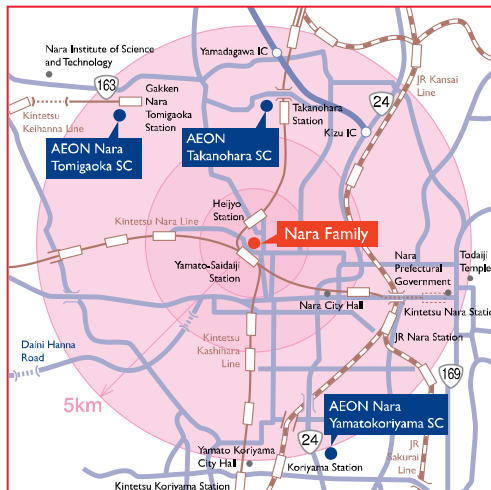 Nara Institute of Science
and Technology
163
Yamadagawa IC
24
JR Kansai
Line
Gakken
Nara
Tomigaoka
Station
Kintetsu
Keihanna Line
AEON Nara
Tomigaoka SC
AEON
Takanohara SC
Takanohara
Station
Kizu IC
Heijyo
Station
Kintetsu Nara Line
Nara Family
Yamato-Saidaiji
Station
Nara
Prefectural
Government
Todaiji
Temple
Nara City Hall
Kintetsu Nara Stati
JR Nara Station
Daini Hanna
Road
Kintetsu
Kashihara
Line
5km
169
AEON Nara
Yamatokoriyama SC
24
Yamato Koriyama
City Hall
Koriyama Station
JR
Sakurai
Line
Kintetsu Koriyama Station